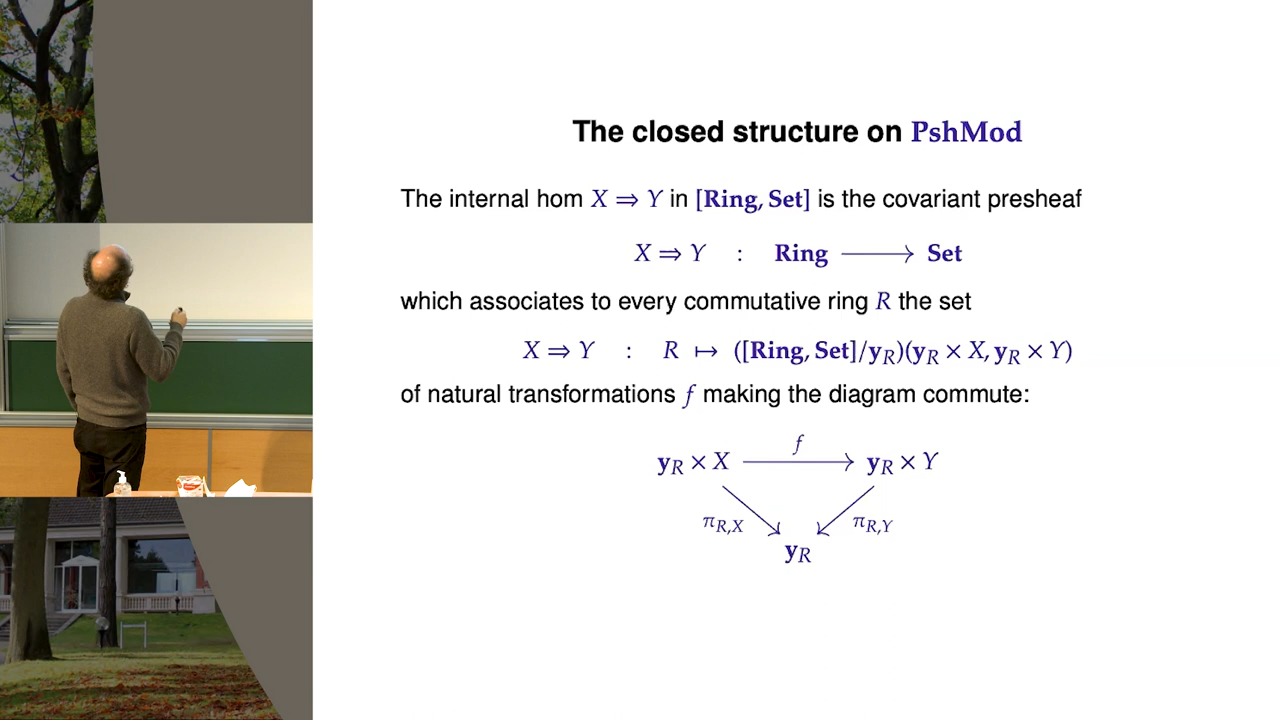 The closed structure on PshMod
The internal hom X ⇒ Y in [Ring, Set] is the covariant presheaf
X ⇒ Y : Ring ⟶ Set
which associates to every commutative ring R the set
X ⇒ Y : R ↦ ([Ring, Set]/y_R)(y_R × X, y_R × Y)
of natural transformations f making the diagram commute:
f
y_R × X ⟶ y_R × Y
π_{R,X} π_{R,Y}
y_R